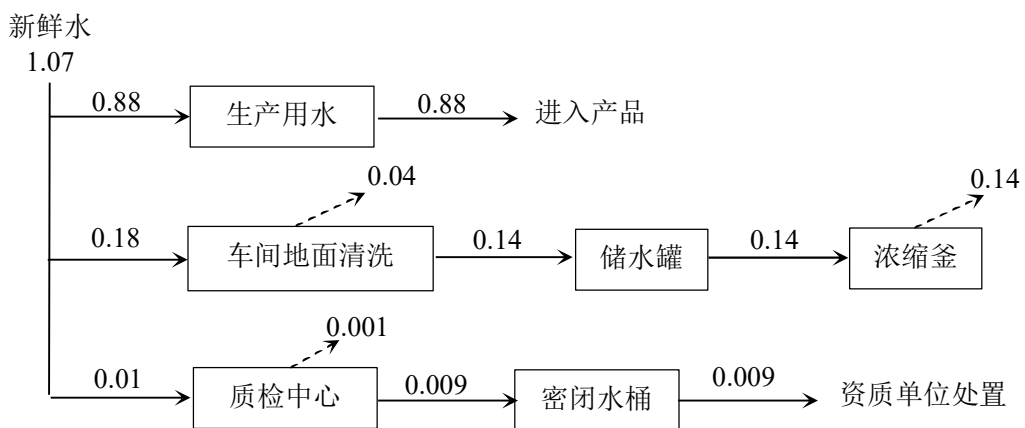 新鲜水
1.07
0.88 生产用水 0.88 进入产品
0.04 0.14
0.18 车间地面清洗 0.14 储水罐 0.14 浓缩釜
0.001
0.01 质检中心 0.009 密闭水桶 0.009 资质单位处置